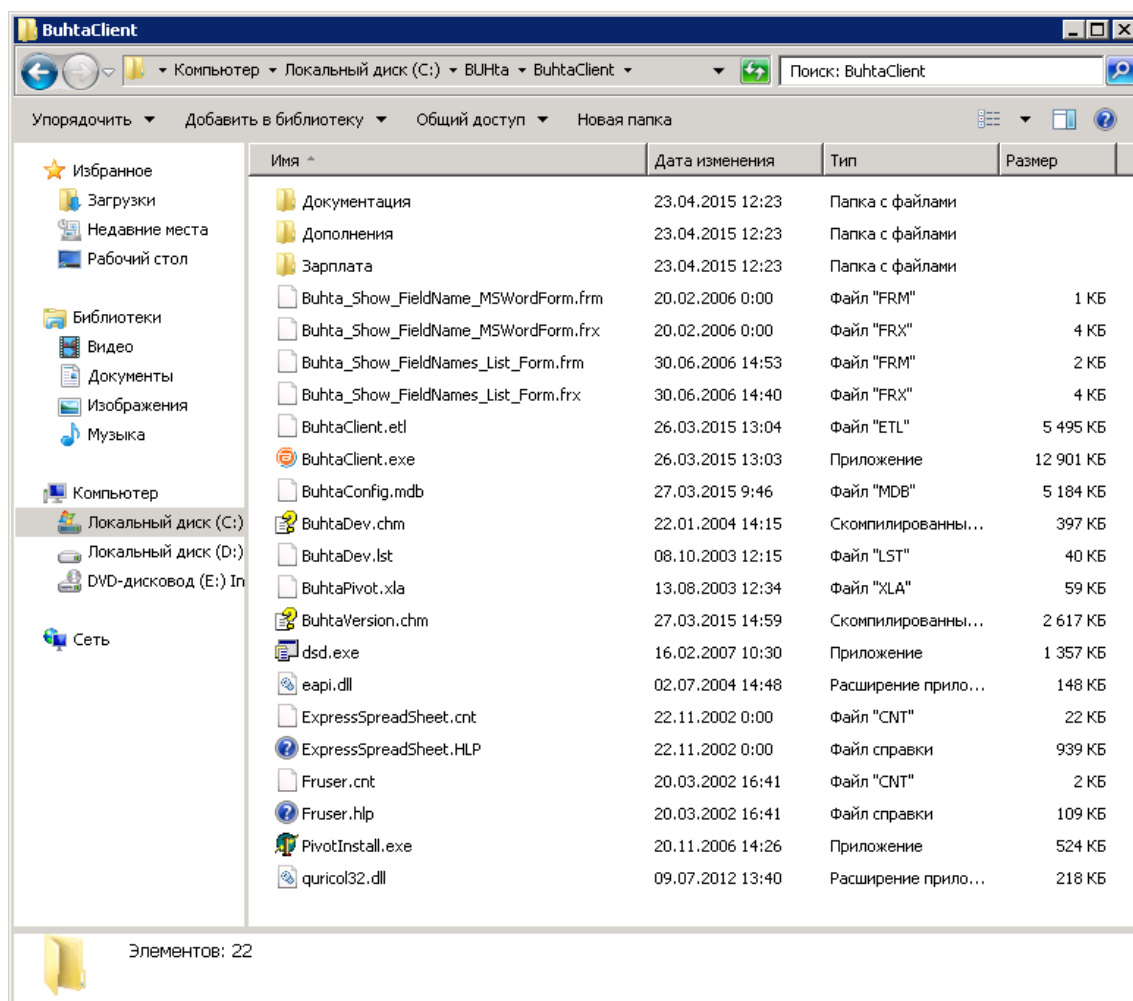 BuhtaClient
Компьютер Локальный диск (C:) BUHta BuhtaClient Поиск: BuhtaClient
Упорядочить Добавить в библиотеку Общий доступ Новая папка
Имя Дата изменения Тип Размер
Избранное
Загрузки
Недавние места
Рабочий стол
Библиотеки
Видео
Документы
Изображения
Музыка
Компьютер
Локальный диск (C:)
Локальный диск (D:)
DVD-дисковод (E:) In
Сеть
Документация 23.04.2015 12:23 Папка с файлами
Дополнения 23.04.2015 12:23 Папка с файлами
Зарплата 23.04.2015 12:23 Папка с файлами
Buhta_Show_FieldName_MSWordForm.frm 20.02.2006 0:00 Файл "FRM" 1 КБ
Buhta_Show_FieldName_MSWordForm.frx 20.02.2006 0:00 Файл "FRX" 4 КБ
Buhta_Show_FieldNames_List_Form.frm 30.06.2006 14:53 Файл "FRM" 2 КБ
Buhta_Show_FieldNames_List_Form.frx 30.06.2006 14:40 Файл "FRX" 4 КБ
BuhtaClient.etl 26.03.2015 13:04 Файл "ETL" 5 495 КБ
BuhtaClient.exe 26.03.2015 13:03 Приложение 12 901 КБ
BuhtaConfig.mdb 27.03.2015 9:46 Файл "MDB" 5 184 КБ
BuhtaDev.chm 22.01.2004 14:15 Скомпилированны... 397 КБ
BuhtaDev.lst 08.10.2003 12:15 Файл "LST" 40 КБ
BuhtaPivot.xla 13.08.2003 12:34 Файл "XLA" 59 КБ
BuhtaVersion.chm 27.03.2015 14:59 Скомпилированны... 2 617 КБ
dsd.exe 16.02.2007 10:30 Приложение 1 357 КБ
eapi.dll 02.07.2004 14:48 Расширение прило... 148 КБ
ExpressSpreadSheet.cnt 22.11.2002 0:00 Файл "CNT" 22 КБ
ExpressSpreadSheet.HLP 22.11.2002 0:00 Файл справки 939 КБ
Fruser.cnt 20.03.2002 16:41 Файл "CNT" 2 КБ
Fruser.hlp 20.03.2002 16:41 Файл справки 109 КБ
PivotInstall.exe 20.11.2006 14:26 Приложение 524 КБ
quricol32.dll 09.07.2012 13:40 Расширение прило... 218 КБ
Элементов: 22